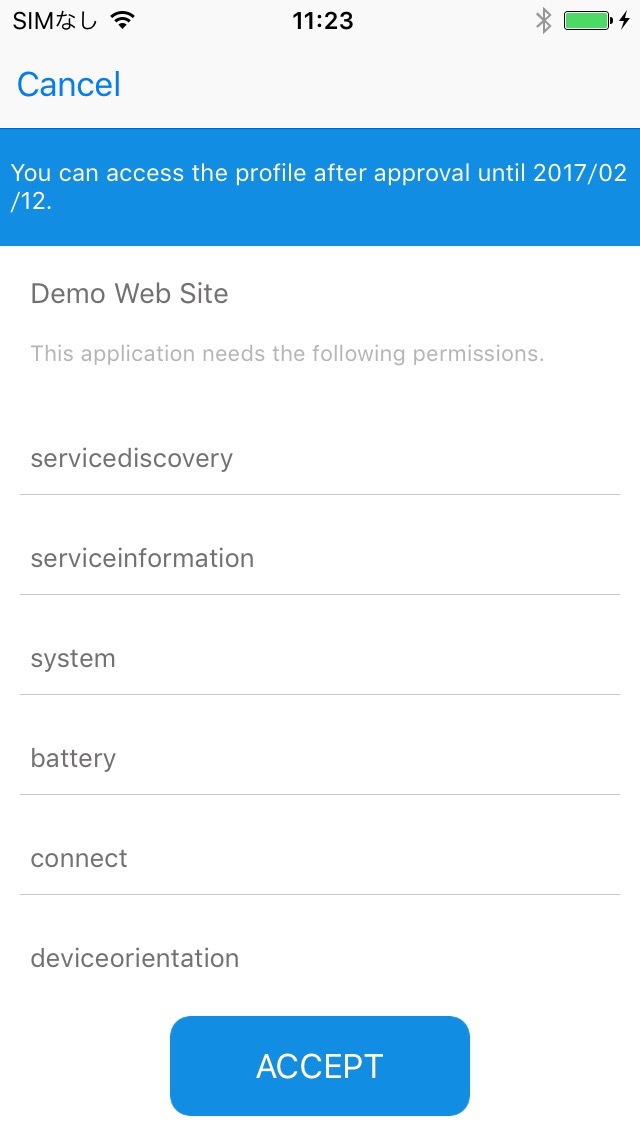 SIMなし 11:23
Cancel
You can access the profile after approval until 2017/02
/12.
Demo Web Site
This application needs the following permissions.
servicediscovery
serviceinformation
system
battery
connect
deviceorientation
ACCEPT